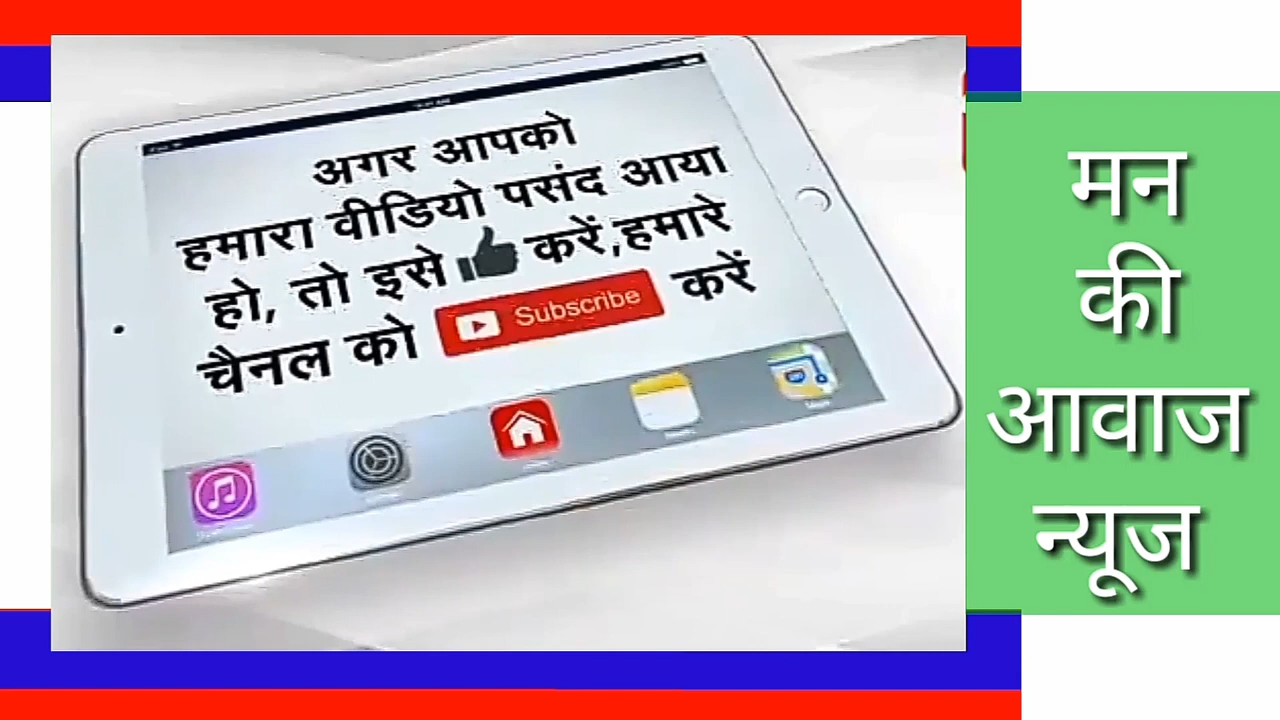 अगर आपको
हमारा वीडियो पसंद आया
हो, तो इसे करें,हमारे
चैनल को Subscribe करें
मन
की
आवाज
न्यूज